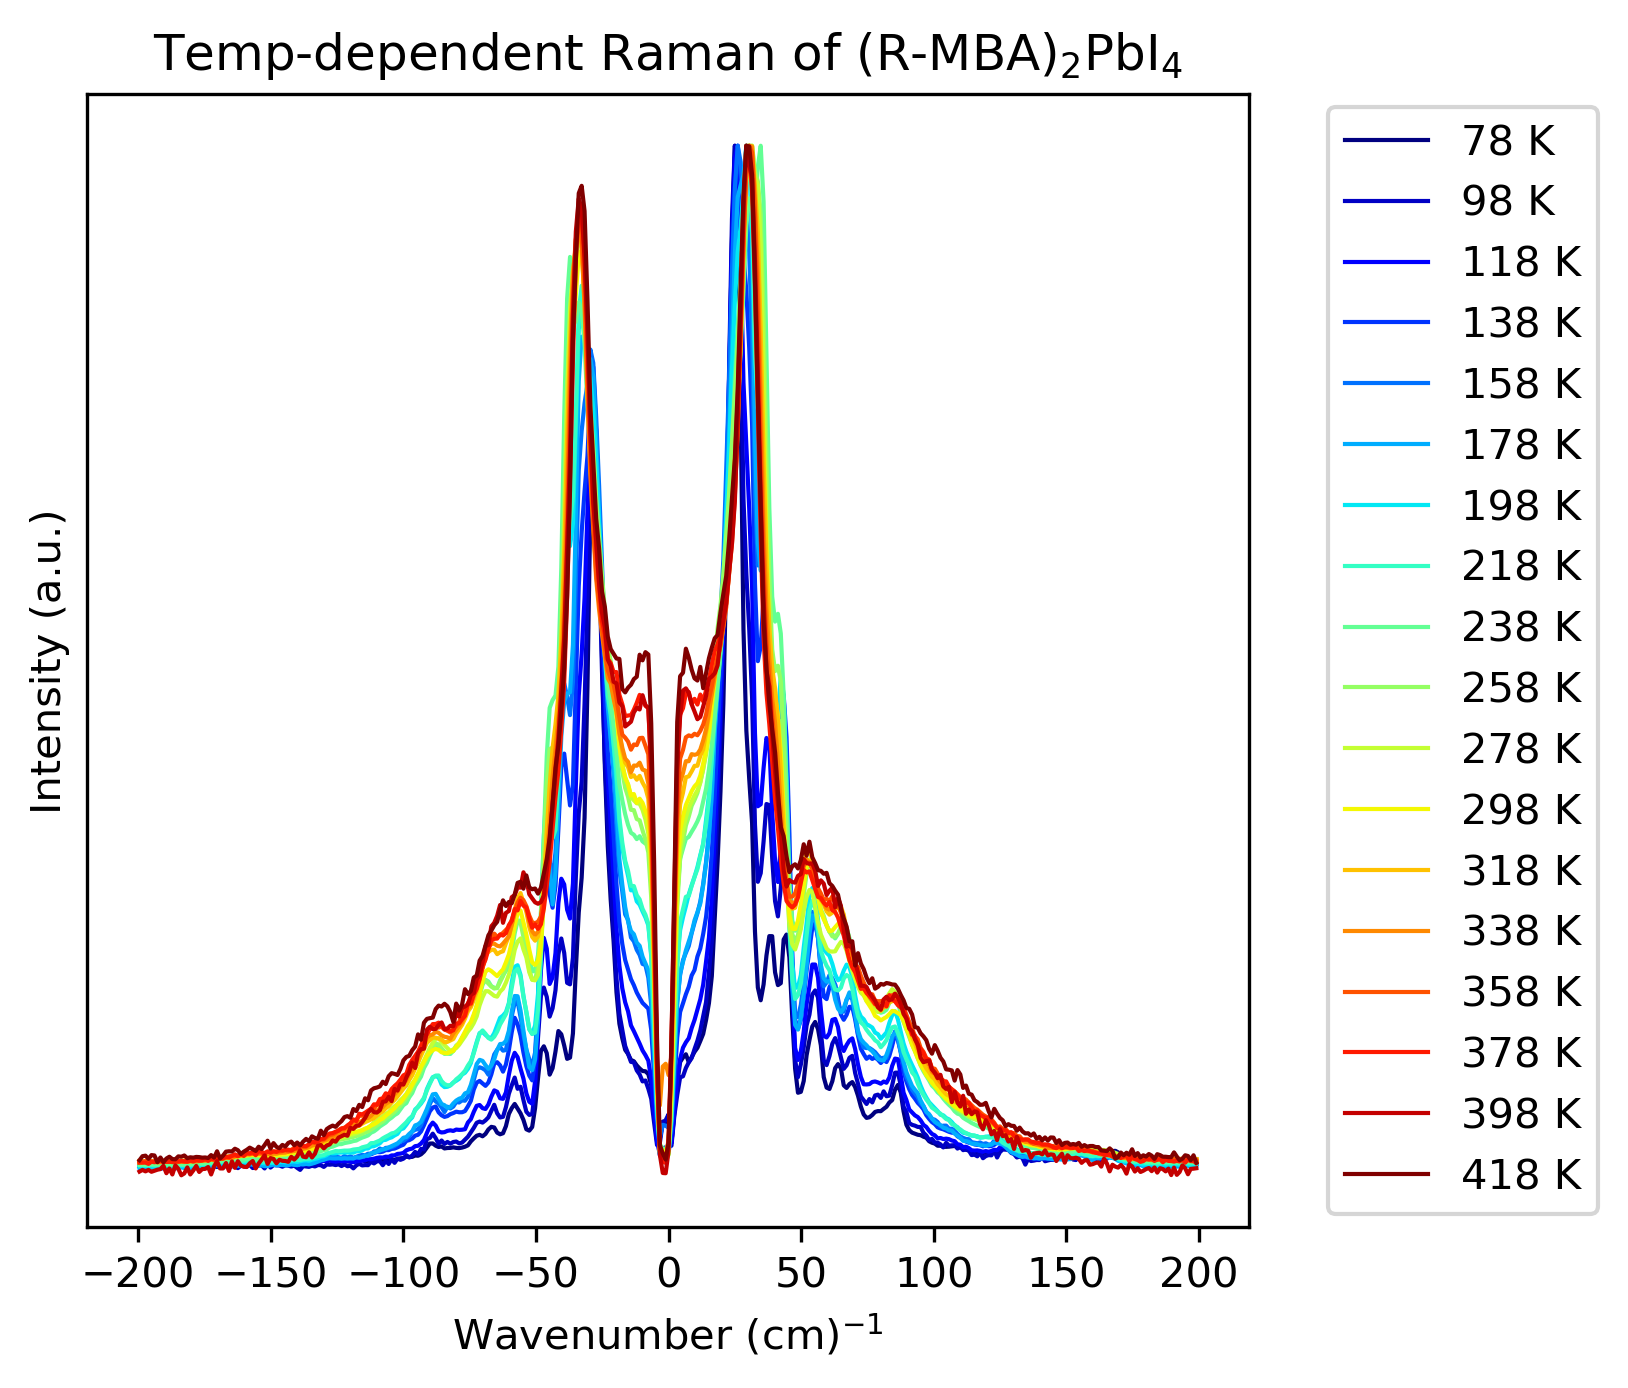 Temp-dependent Raman of (R-MBA)₂PbI₄
Intensity (a.u.)
−200 −150 −100 −50 0 50 100 150 200
Wavenumber (cm)⁻¹
78 K
98 K
118 K
138 K
158 K
178 K
198 K
218 K
238 K
258 K
278 K
298 K
318 K
338 K
358 K
378 K
398 K
418 K